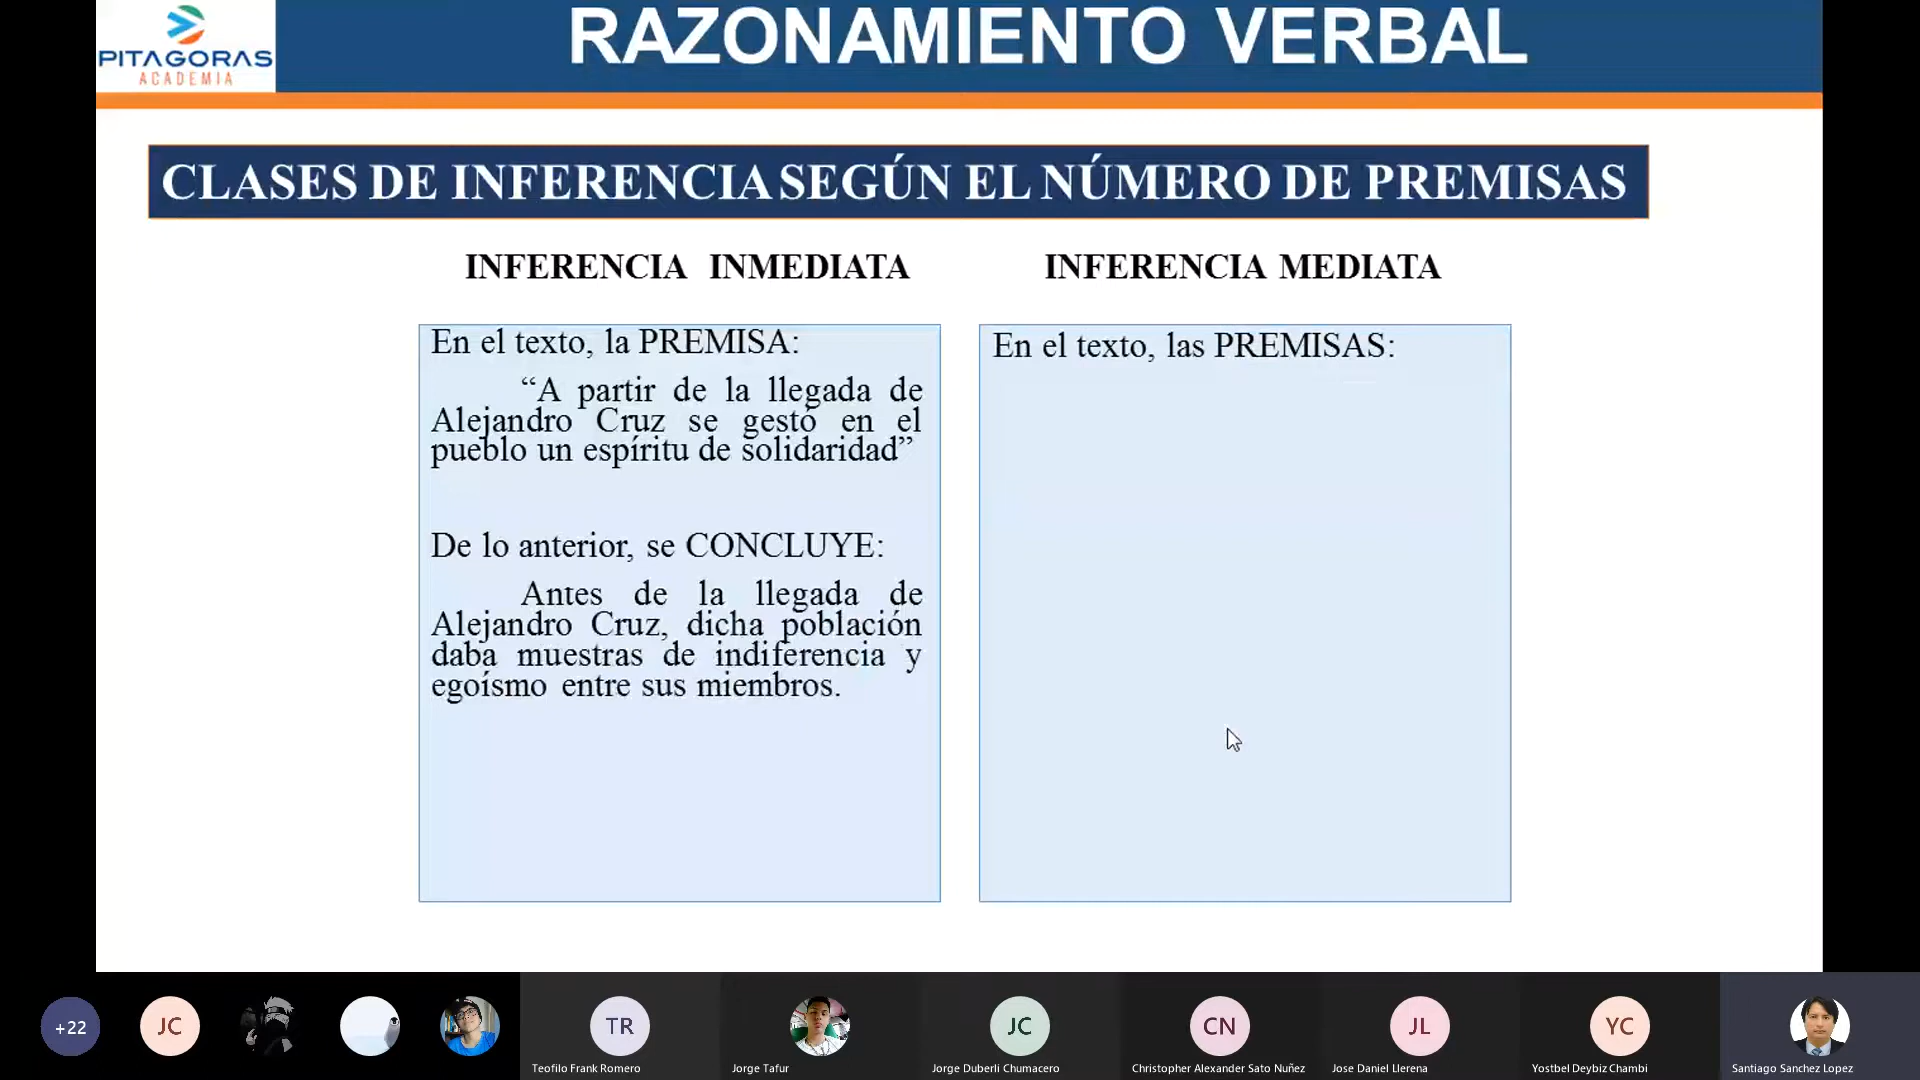 PITAGORAS
ACADEMIA
RAZONAMIENTO VERBAL
CLASES DE INFERENCIA SEGÚN EL NÚMERO DE PREMISAS
INFERENCIA INMEDIATA
INFERENCIA MEDIATA
En el texto, la PREMISA:
“A partir de la llegada de
Alejandro Cruz se gestó en el
pueblo un espíritu de solidaridad”
De lo anterior, se CONCLUYE:
Antes de la llegada de
Alejandro Cruz, dicha población
daba muestras de indiferencia y
egoísmo entre sus miembros.
En el texto, las PREMISAS:
+22
JC
TR
Teofilo Frank Romero
Jorge Tafur
JC
Jorge Duberli Chumacero
CN
Christopher Alexander Sato Nuñez
JL
Jose Daniel Llerena
YC
Yostbel Deybiz Chambi
Santiago Sanchez Lopez